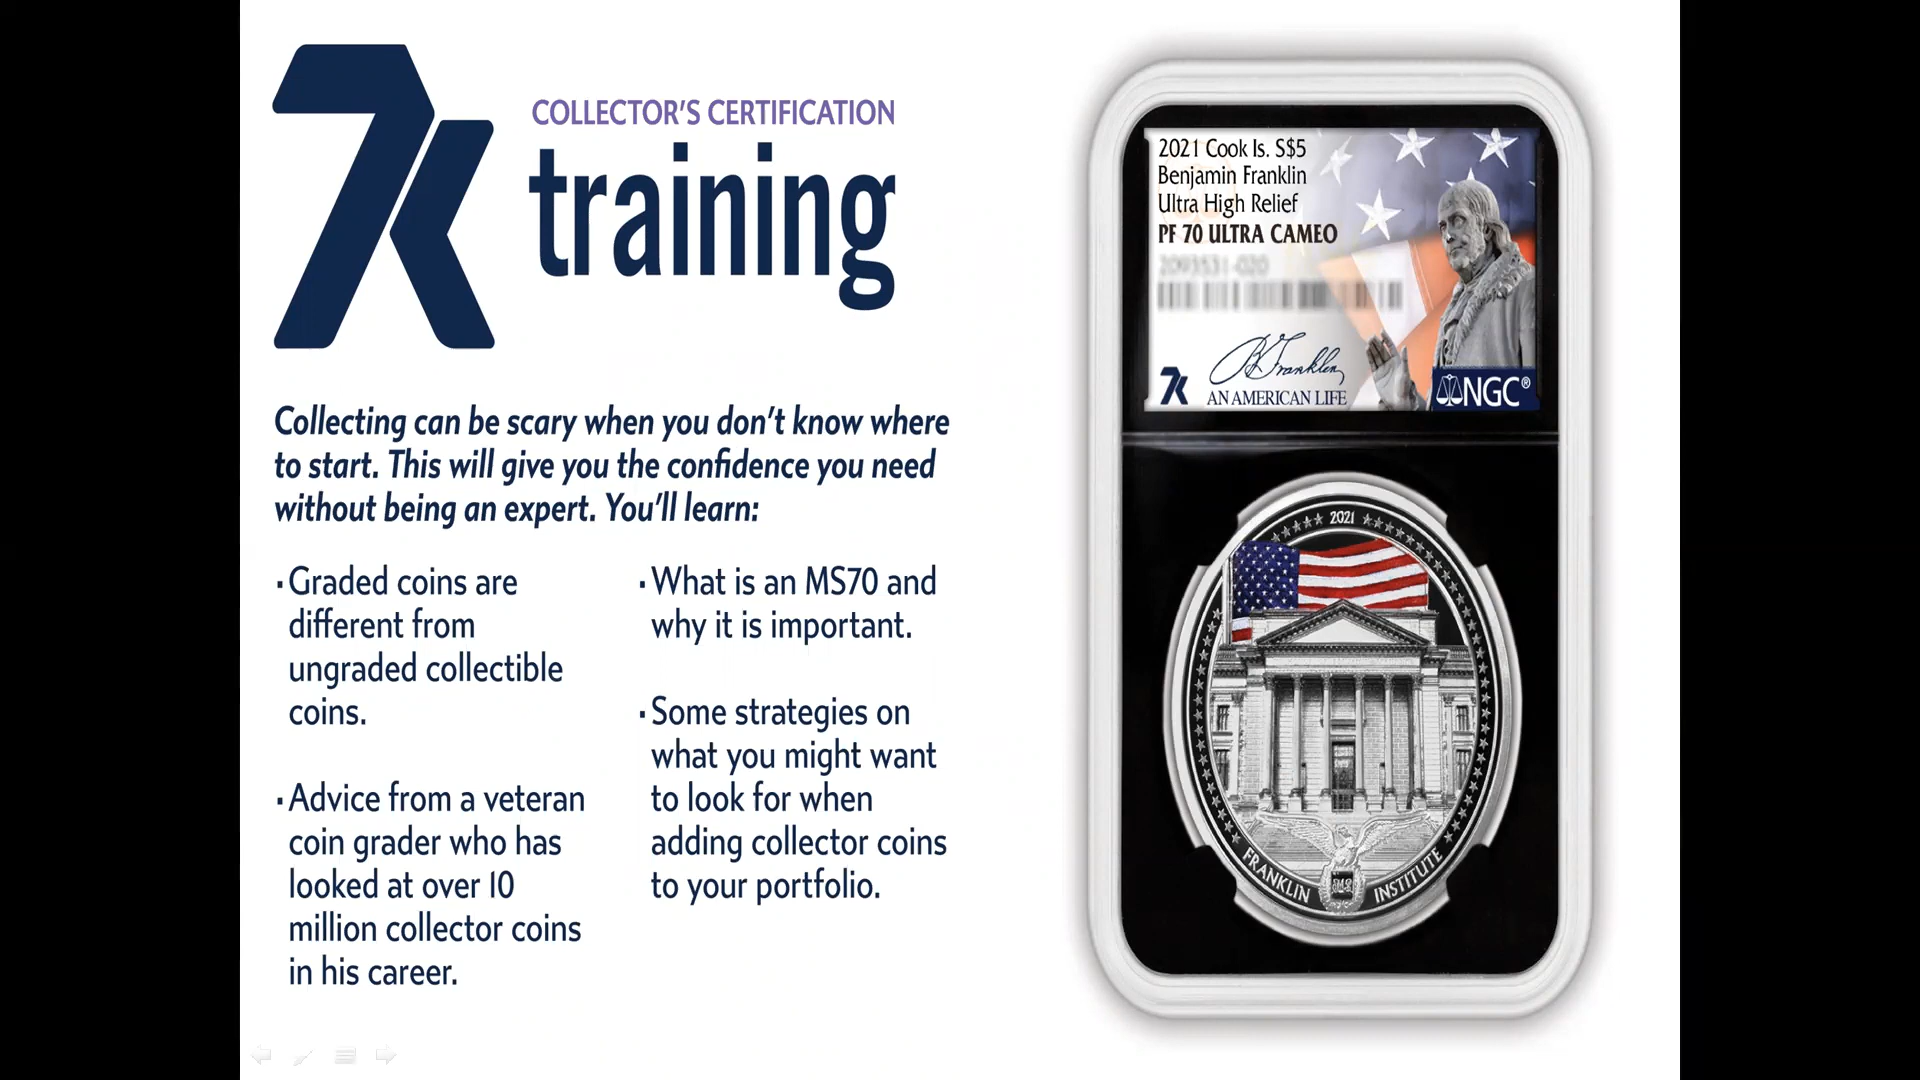 7k
COLLECTOR'S CERTIFICATION
training
Collecting can be scary when you don't know where
to start. This will give you the confidence you need
without being an expert. You'll learn:
· Graded coins are
different from
ungraded collectible
coins.
· Advice from a veteran
coin grader who has
looked at over 10
million collector coins
in his career.
· What is an MS70 and
why it is important.
· Some strategies on
what you might want
to look for when
adding collector coins
to your portfolio.
2021 Cook Is. S$5
Benjamin Franklin
Ultra High Relief
PF 70 ULTRA CAMEO
2093531-020
B Franklin
7k AN AMERICAN LIFE
NGC®
2021
FRANKLIN INSTITUTE